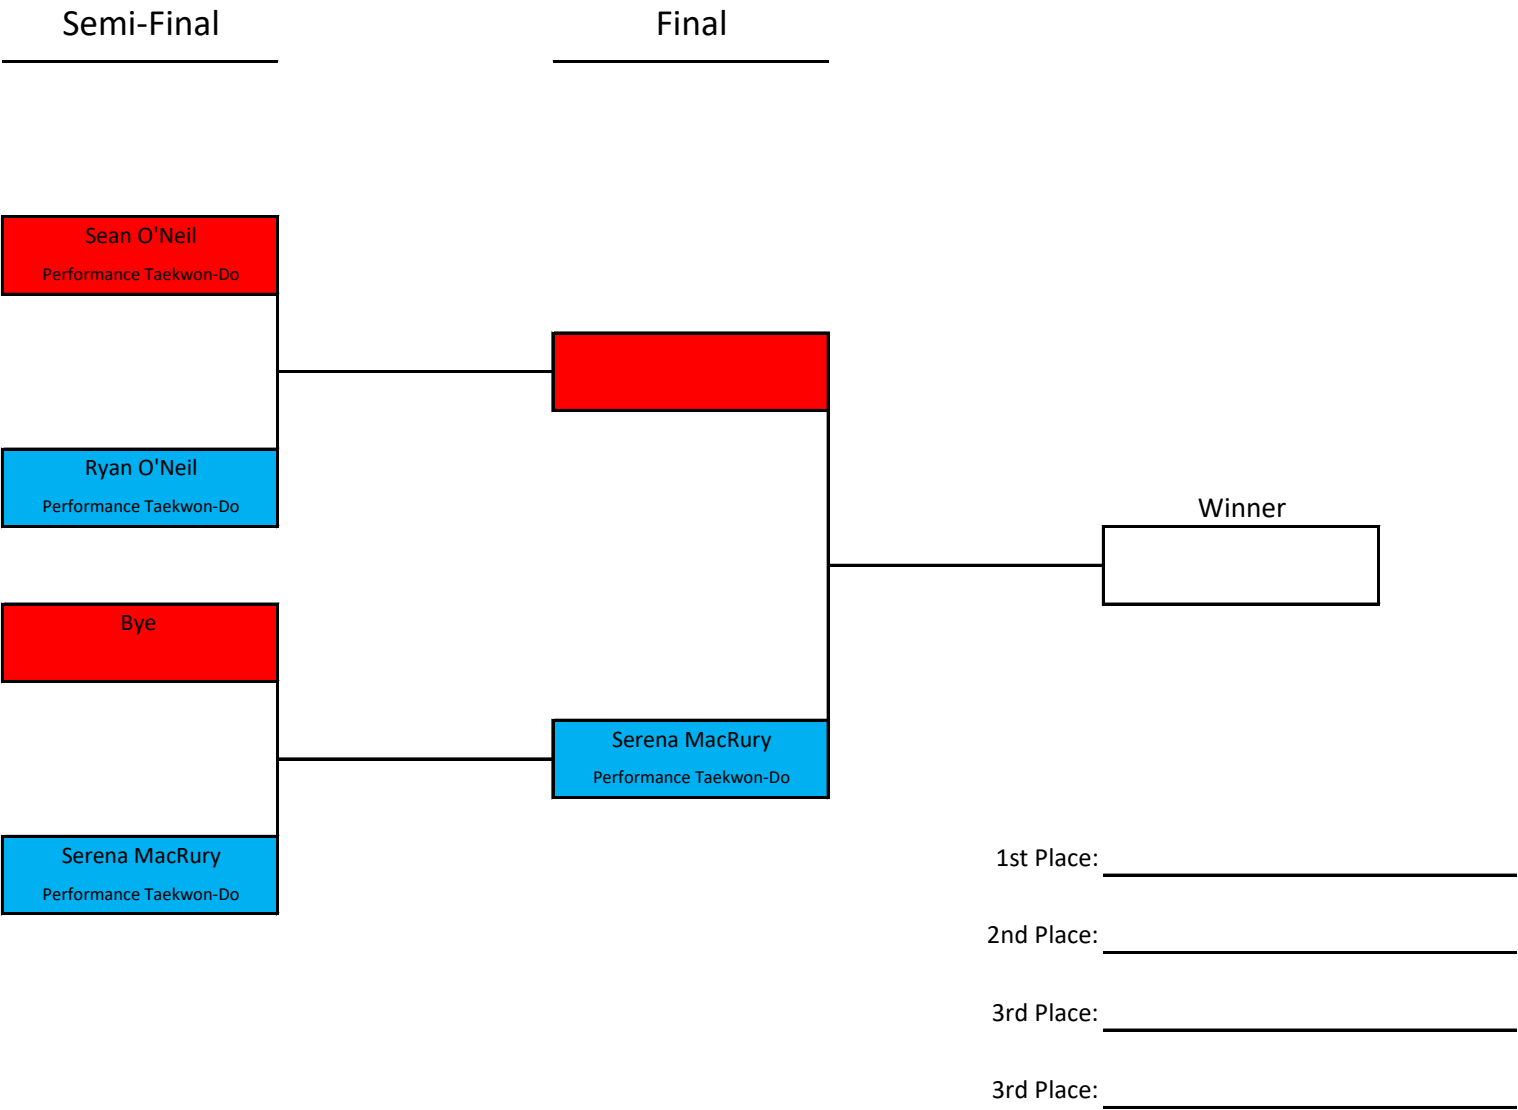 Semi-Final
Final
Sean O'Neil
Performance Taekwon-Do
Ryan O'Neil
Performance Taekwon-Do
Winner
Bye
Serena MacRury
Performance Taekwon-Do
Serena MacRury
Performance Taekwon-Do
1st Place:
2nd Place:
3rd Place:
3rd Place: